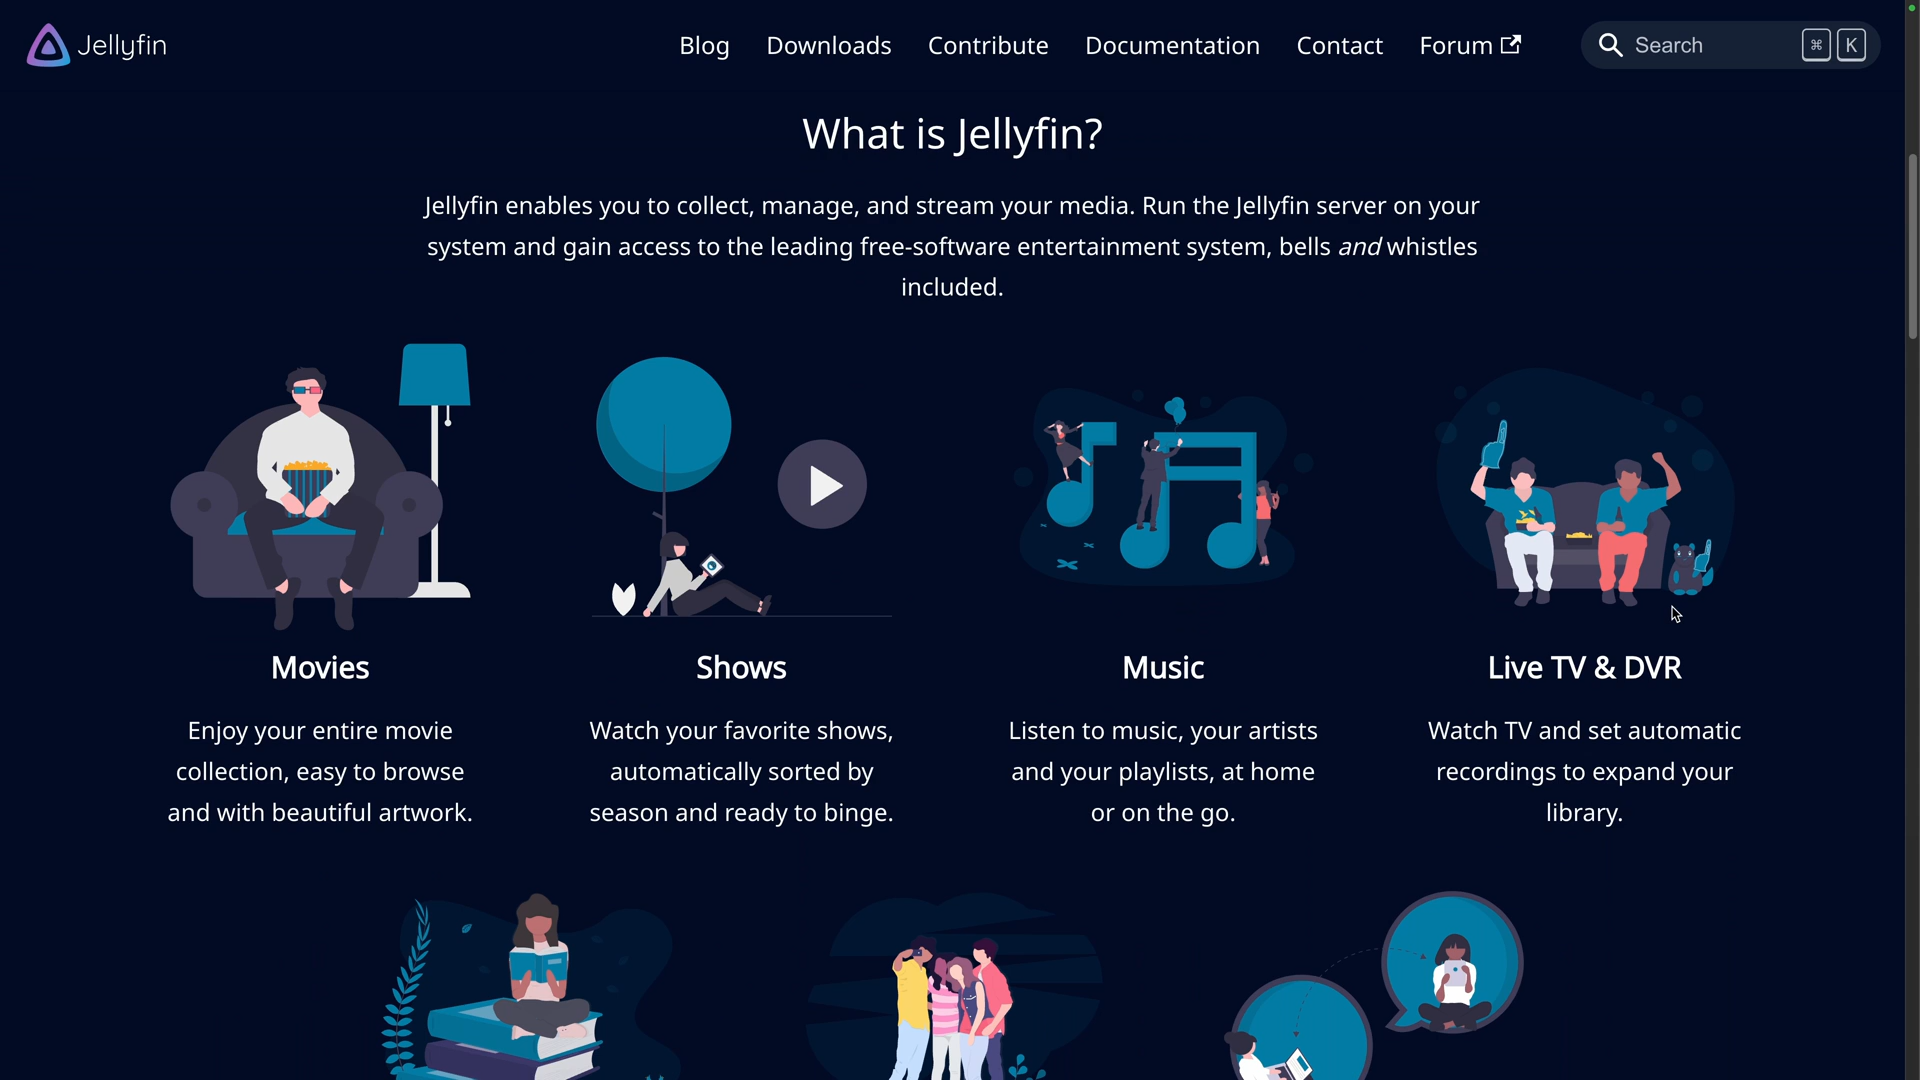 Jellyfin
Blog Downloads Contribute Documentation Contact Forum
Search ⌘ K
What is Jellyfin?
Jellyfin enables you to collect, manage, and stream your media. Run the Jellyfin server on your
system and gain access to the leading free-software entertainment system, bells and whistles
included.
Movies
Enjoy your entire movie
collection, easy to browse
and with beautiful artwork.
Shows
Watch your favorite shows,
automatically sorted by
season and ready to binge.
Music
Listen to music, your artists
and your playlists, at home
or on the go.
Live TV & DVR
Watch TV and set automatic
recordings to expand your
library.